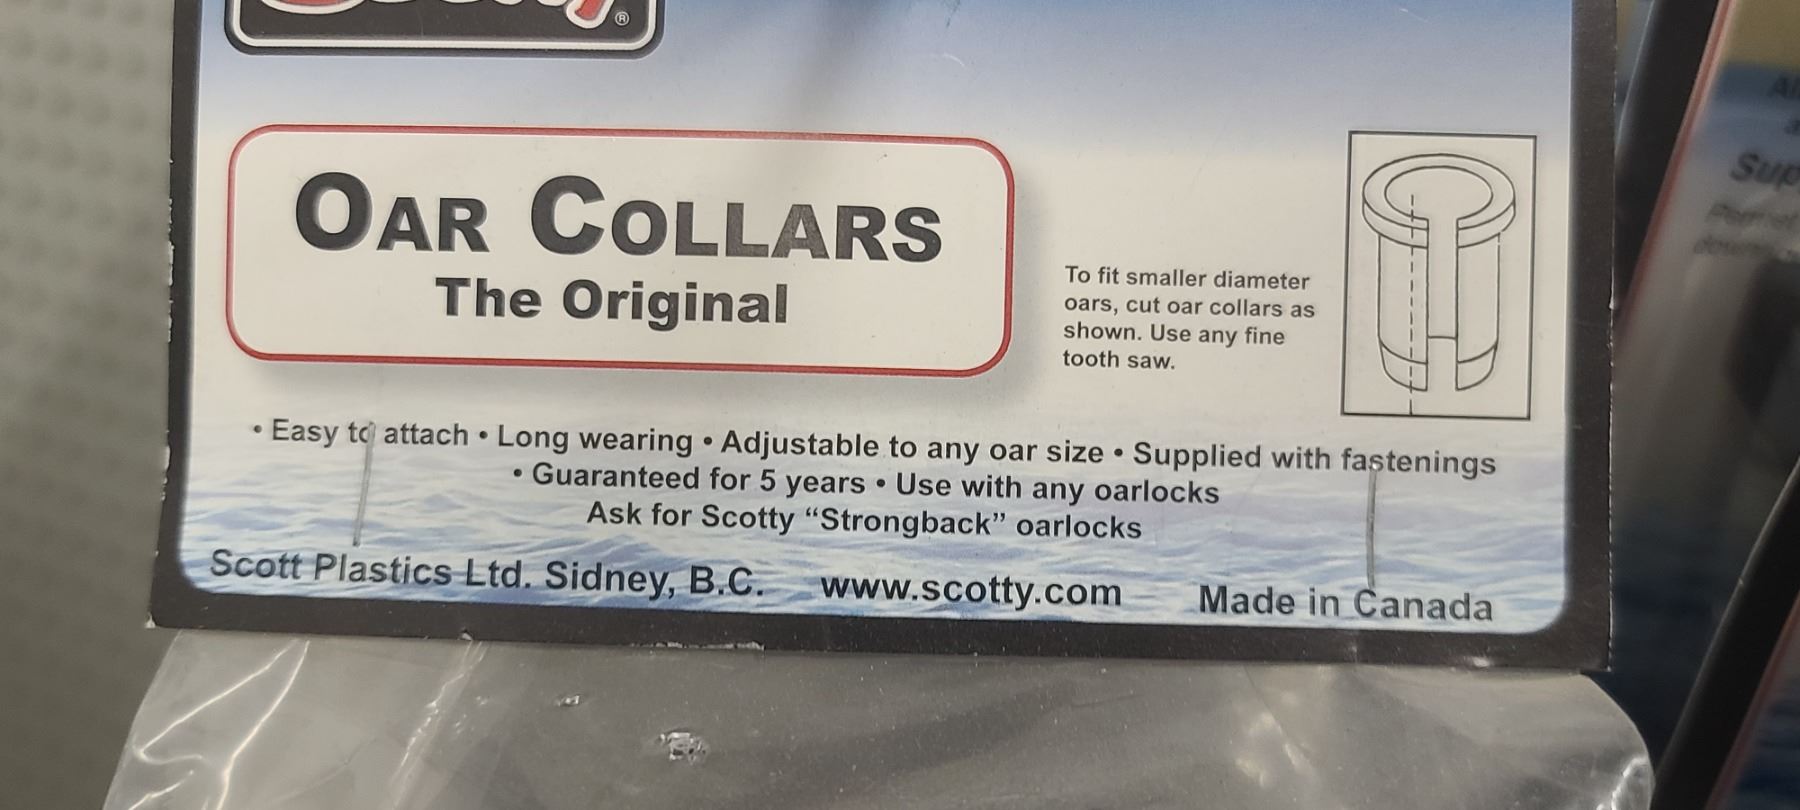 ®
OAR COLLARS
The Original
To fit smaller diameter
oars, cut oar collars as
shown. Use any fine
tooth saw.
• Easy to attach • Long wearing • Adjustable to any oar size • Supplied with fastenings
• Guaranteed for 5 years • Use with any oarlocks
Ask for Scotty “Strongback” oarlocks
Scott Plastics Ltd. Sidney, B.C. www.scotty.com Made in Canada